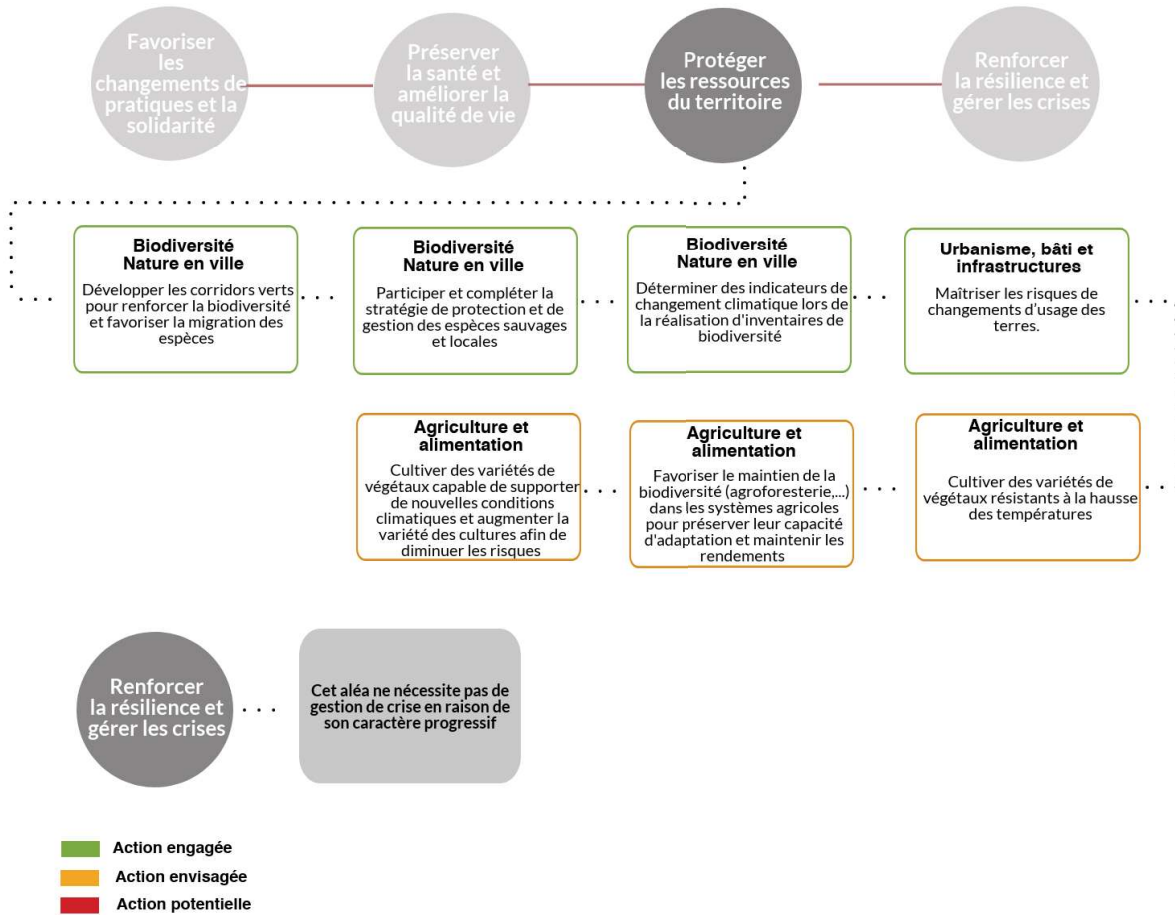 Favoriser
les
changements de
pratiques et la
solidarité
Préserver
la santé et
améliorer la
qualité de vie
Protéger
les ressources
du territoire
Renforcer
la résilience et
gérer les crises
Biodiversité
Nature en ville
Développer les corridors verts
pour renforcer la biodiversité
et favoriser la migration des
espèces
Biodiversité
Nature en ville
Participer et compléter la
stratégie de protection et de
gestion des espèces sauvages
et locales
Biodiversité
Nature en ville
Déterminer des indicateurs de
changement climatique lors de
la réalisation d'inventaires de
biodiversité
Urbanisme, bâti et
infrastructures
Maîtriser les risques de
changements d'usage des
terres.
Agriculture et
alimentation
Cultiver des variétés de
végétaux capable de supporter
de nouvelles conditions
climatiques et augmenter la
variété des cultures afin de
diminuer les risques
Agriculture et
alimentation
Favoriser le maintien de la
biodiversité (agroforesterie,...)
dans les systèmes agricoles
pour préserver leur capacité
d'adaptation et maintenir les
rendements
Agriculture et
alimentation
Cultiver des variétés de
végétaux résistants à la hausse
des températures
Renforcer
la résilience et
gérer les crises
Cet aléa ne nécessite pas de
gestion de crise en raison de
son caractère progressif
Action engagée
Action envisagée
Action potentielle